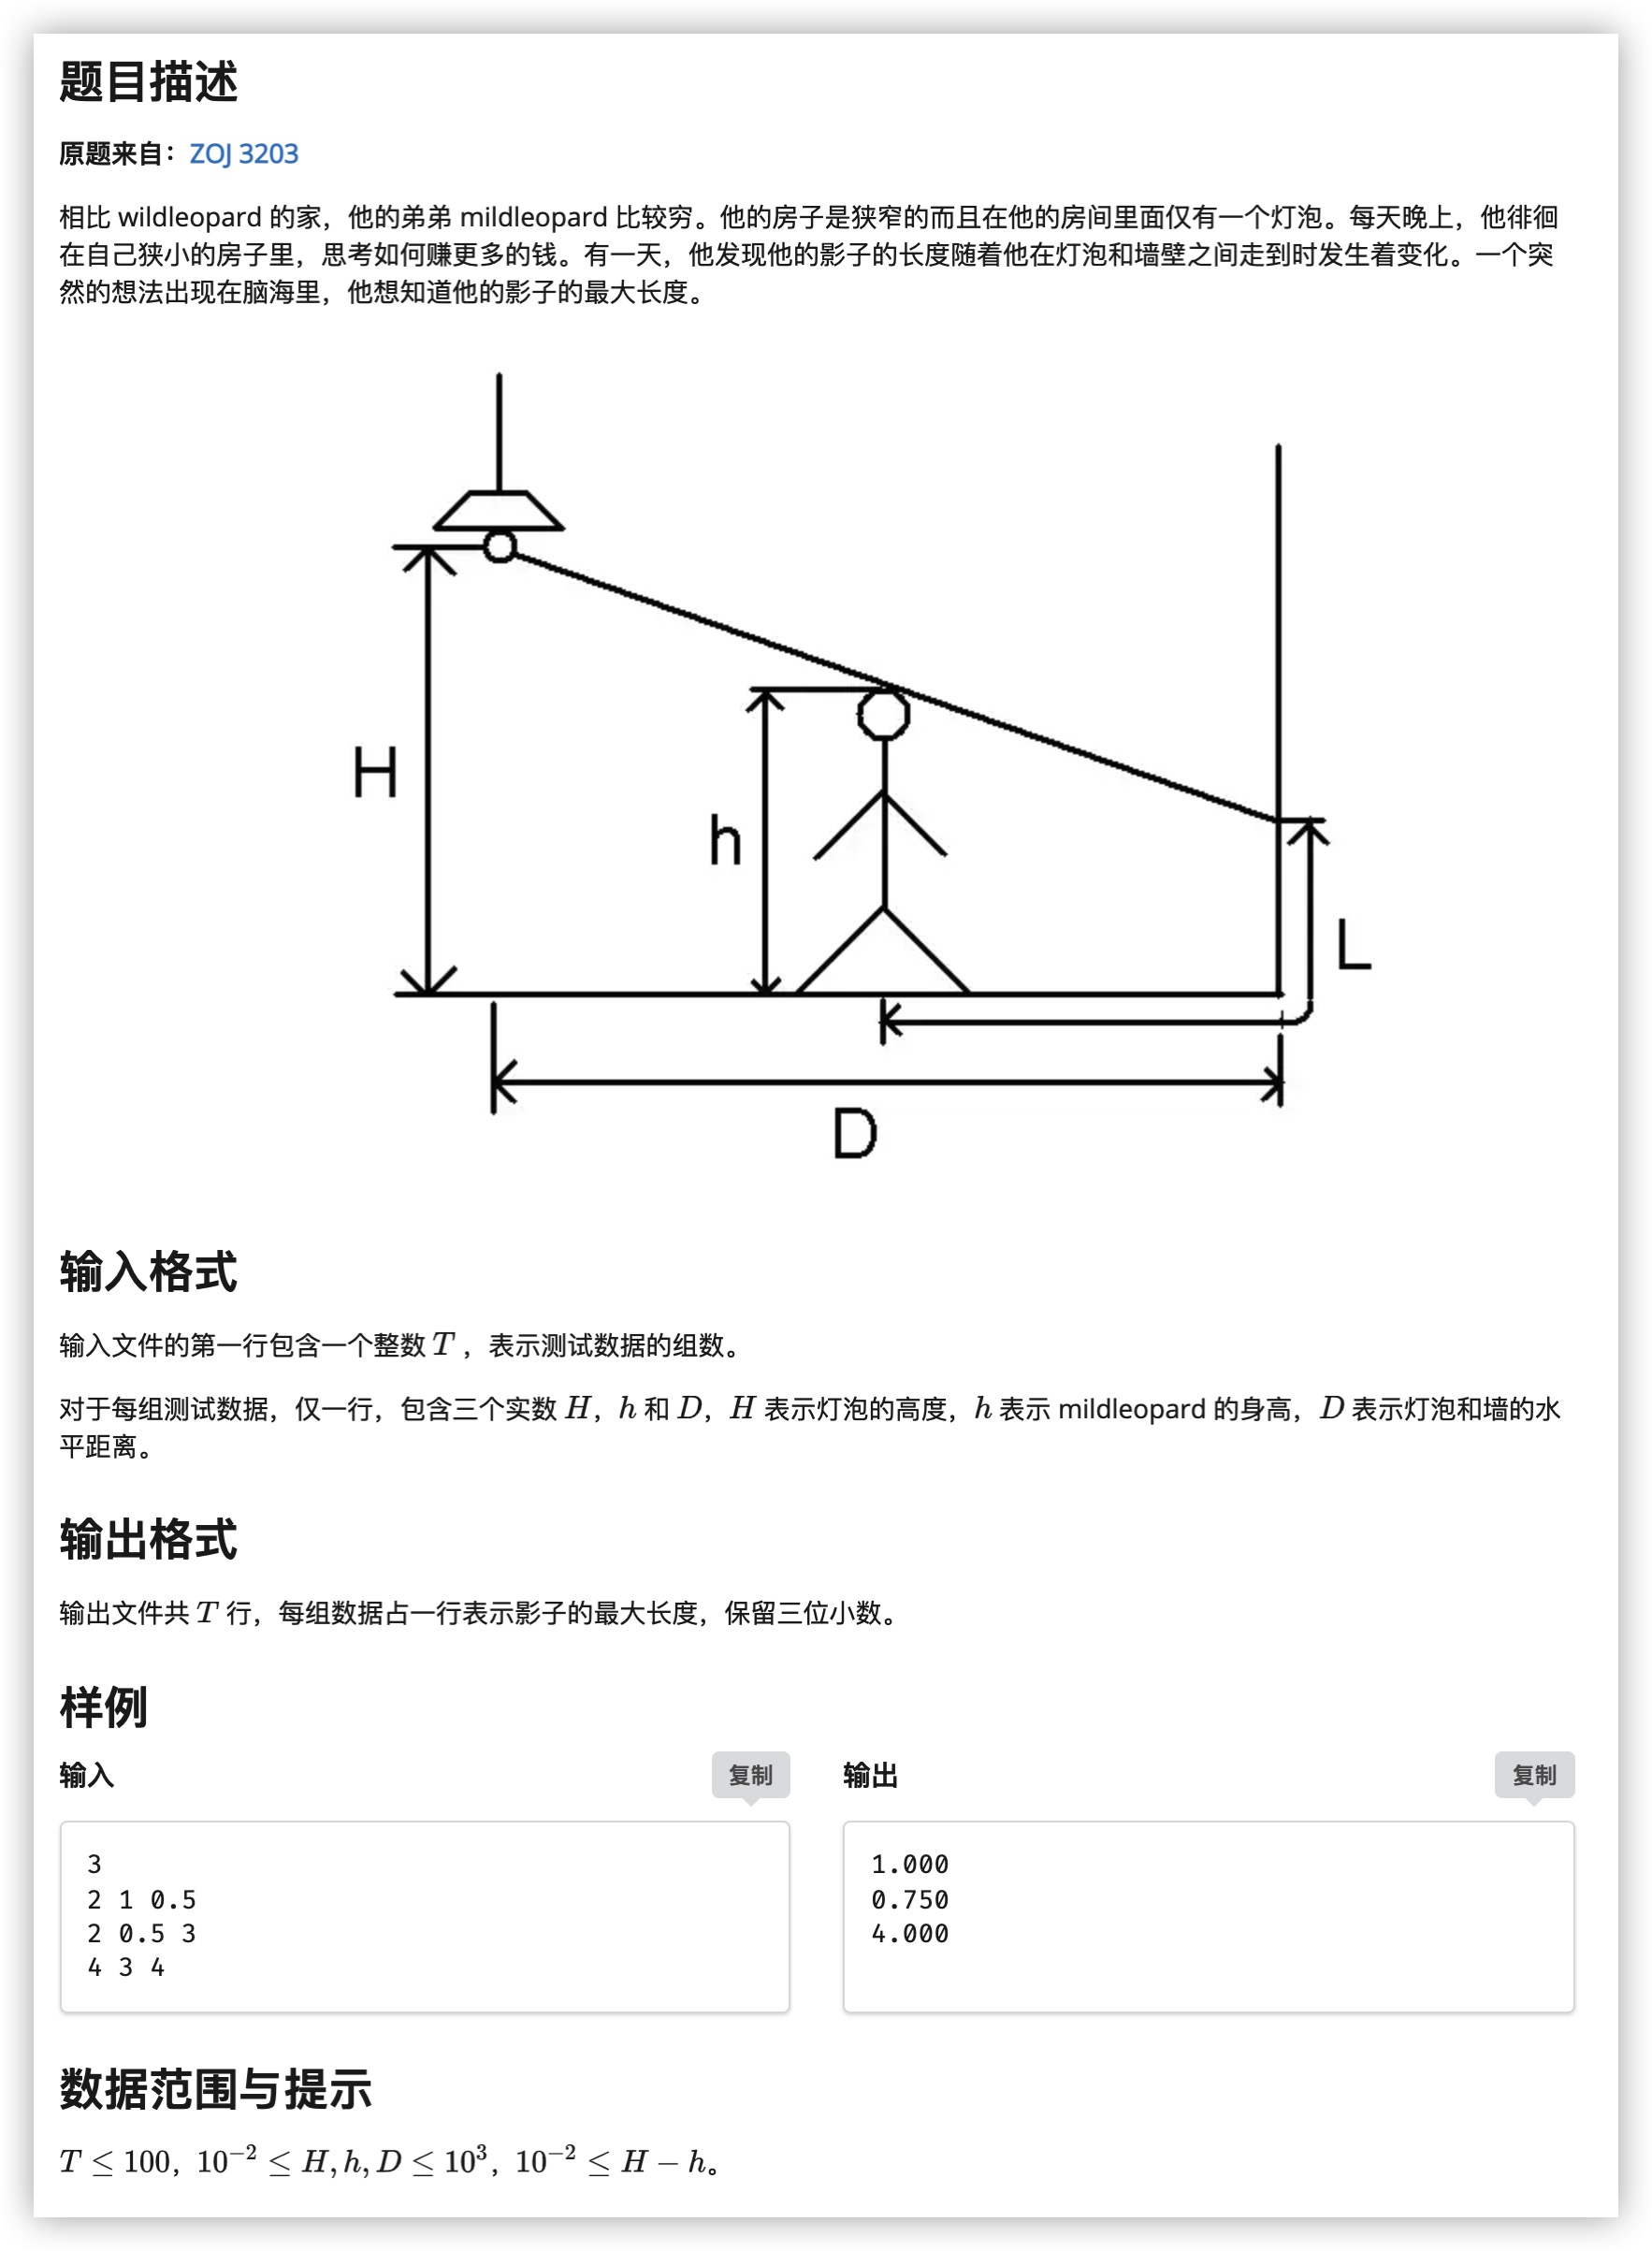 题目描述
原题来自：ZOJ 3203
相比 wildleopard 的家，他的弟弟 mildleopard 比较穷。他的房子是狭窄的而且在他的房间里面仅有一个灯泡。每天晚上，他徘徊
在自己狭小的房子里，思考如何赚更多的钱。有一天，他发现他的影子的长度随着他在灯泡和墙壁之间走到时发生着变化。一个突
然的想法出现在脑海里，他想知道他的影子的最大长度。
H
h
L
D
输入格式
输入文件的第一行包含一个整数 T ，表示测试数据的组数。
对于每组测试数据，仅一行，包含三个实数 H，h 和 D，H 表示灯泡的高度，h 表示 mildleopard 的身高，D 表示灯泡和墙的水
平距离。
输出格式
输出文件共 T 行，每组数据占一行表示影子的最大长度，保留三位小数。
样例
输入 复制
3
2 1 0.5
2 0.5 3
4 3 4
输出 复制
1.000
0.750
4.000
数据范围与提示
T ≤ 100，10⁻² ≤ H, h, D ≤ 10³，10⁻² ≤ H − h。